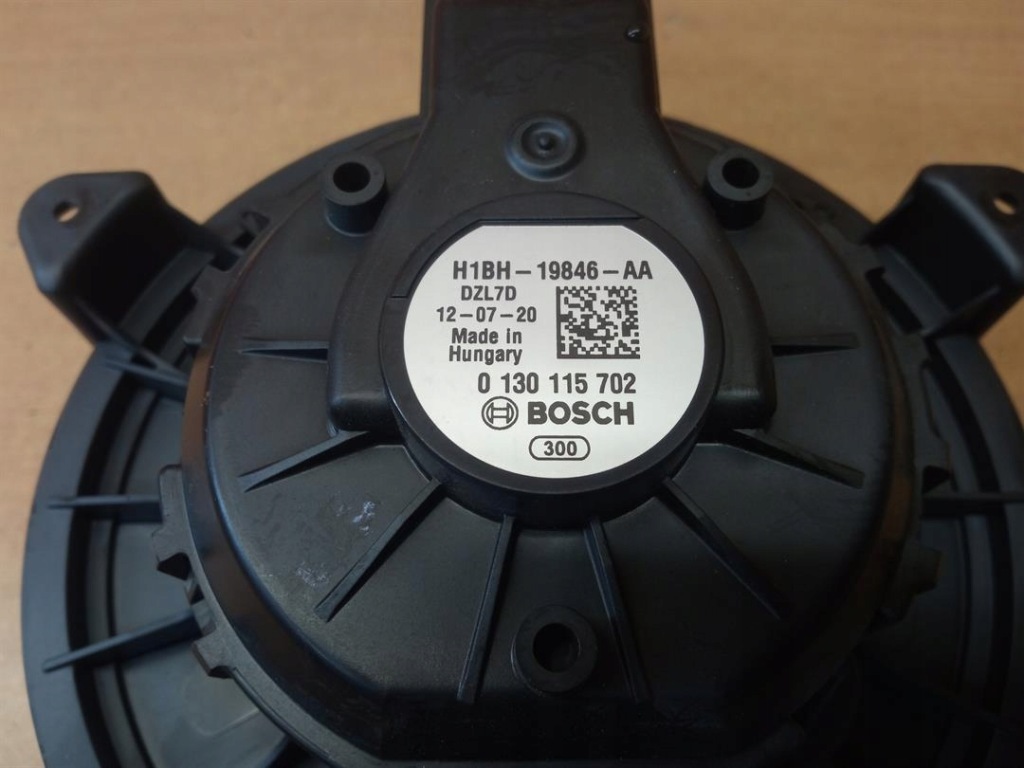 H1BH-19846-AA
DZL7D
12-07-20
Made in
Hungary
0 130 115 702
BOSCH
300